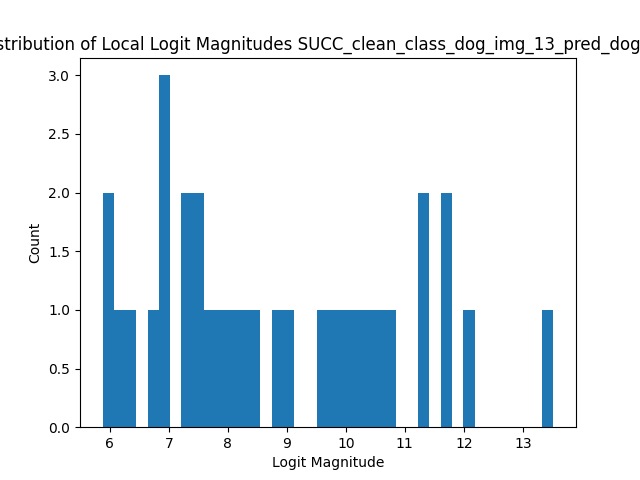 stribution of Local Logit Magnitudes SUCC_clean_class_dog_img_13_pred_dog
3.0
2.5
2.0
1.5
1.0
0.5
0.0
Count
6 7 8 9 10 11 12 13
Logit Magnitude